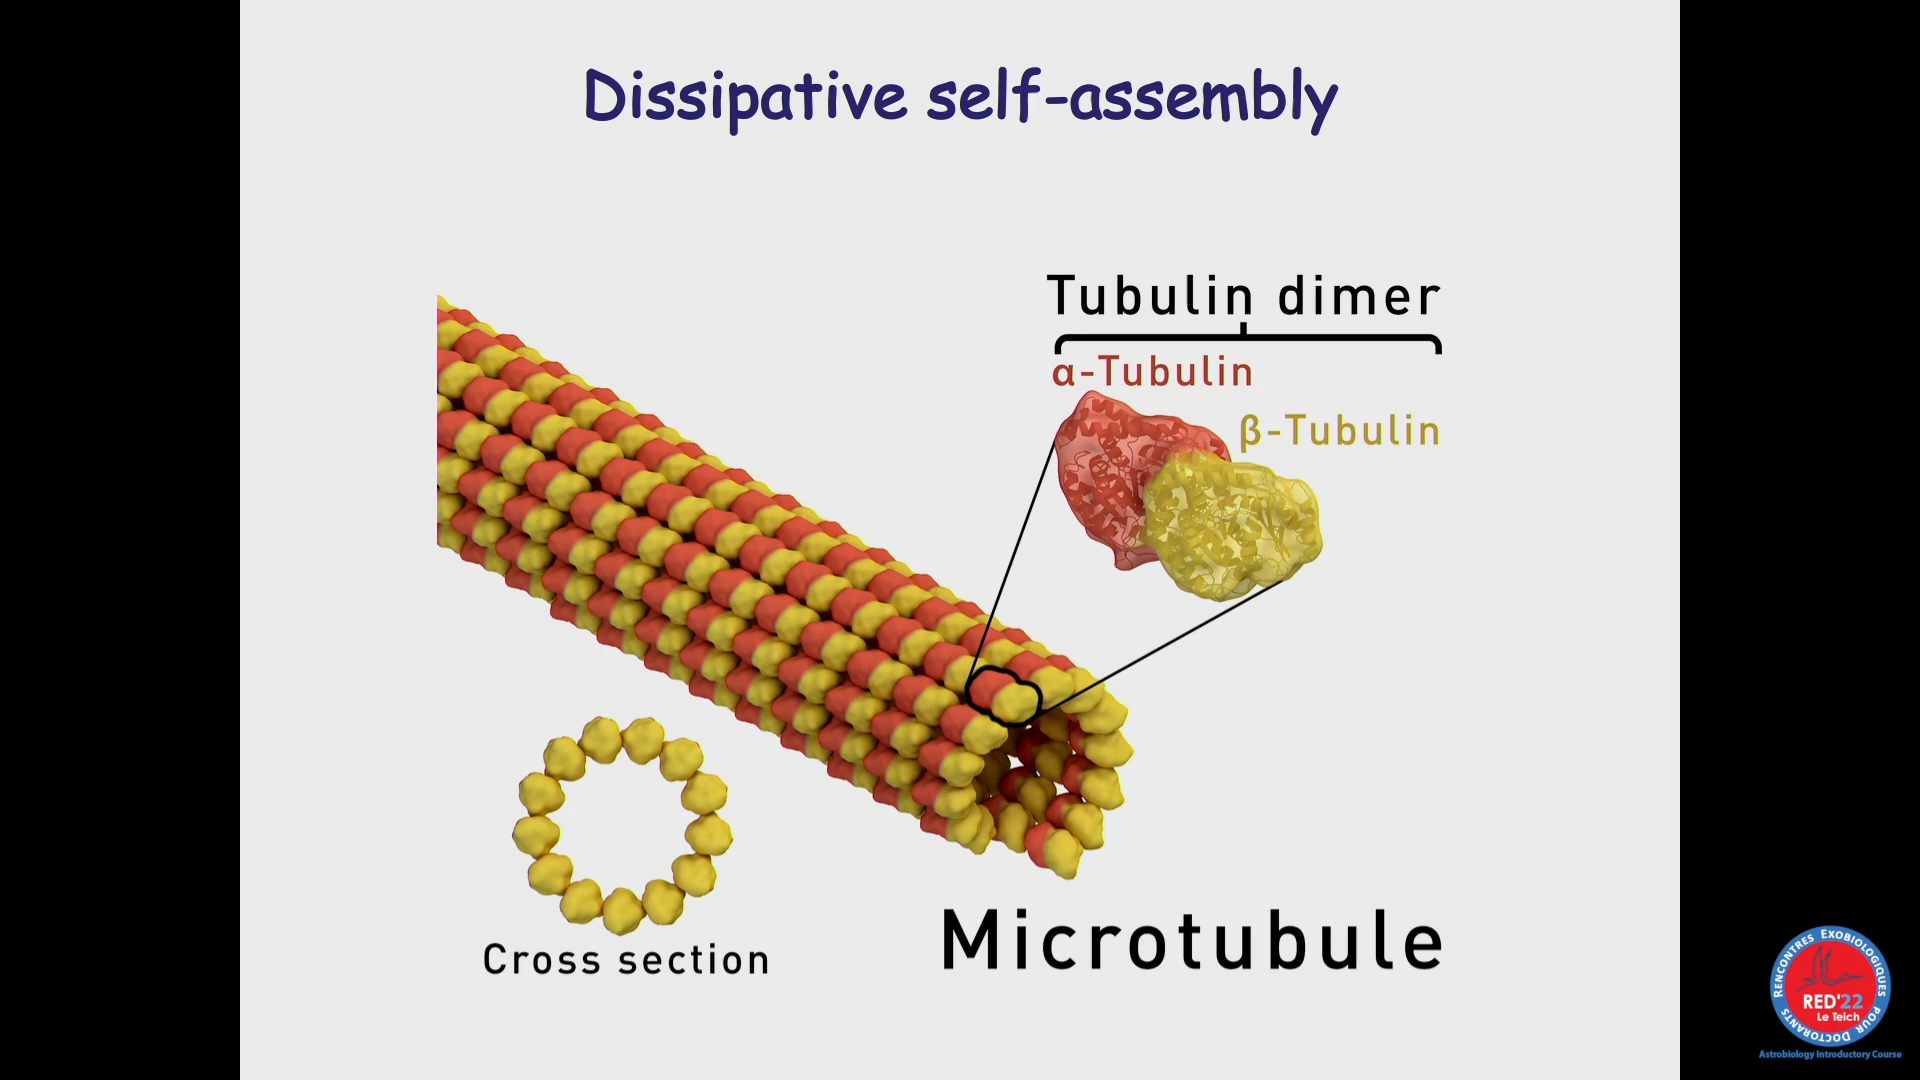 Dissipative self-assembly
Tubulin dimer
α-Tubulin
β-Tubulin
Cross section
Microtubule
RENCONTRES EXOBIOLOGIQUES POUR DOCTORANTS
RED'22
Le Teich
Astrobiology Introductory Course